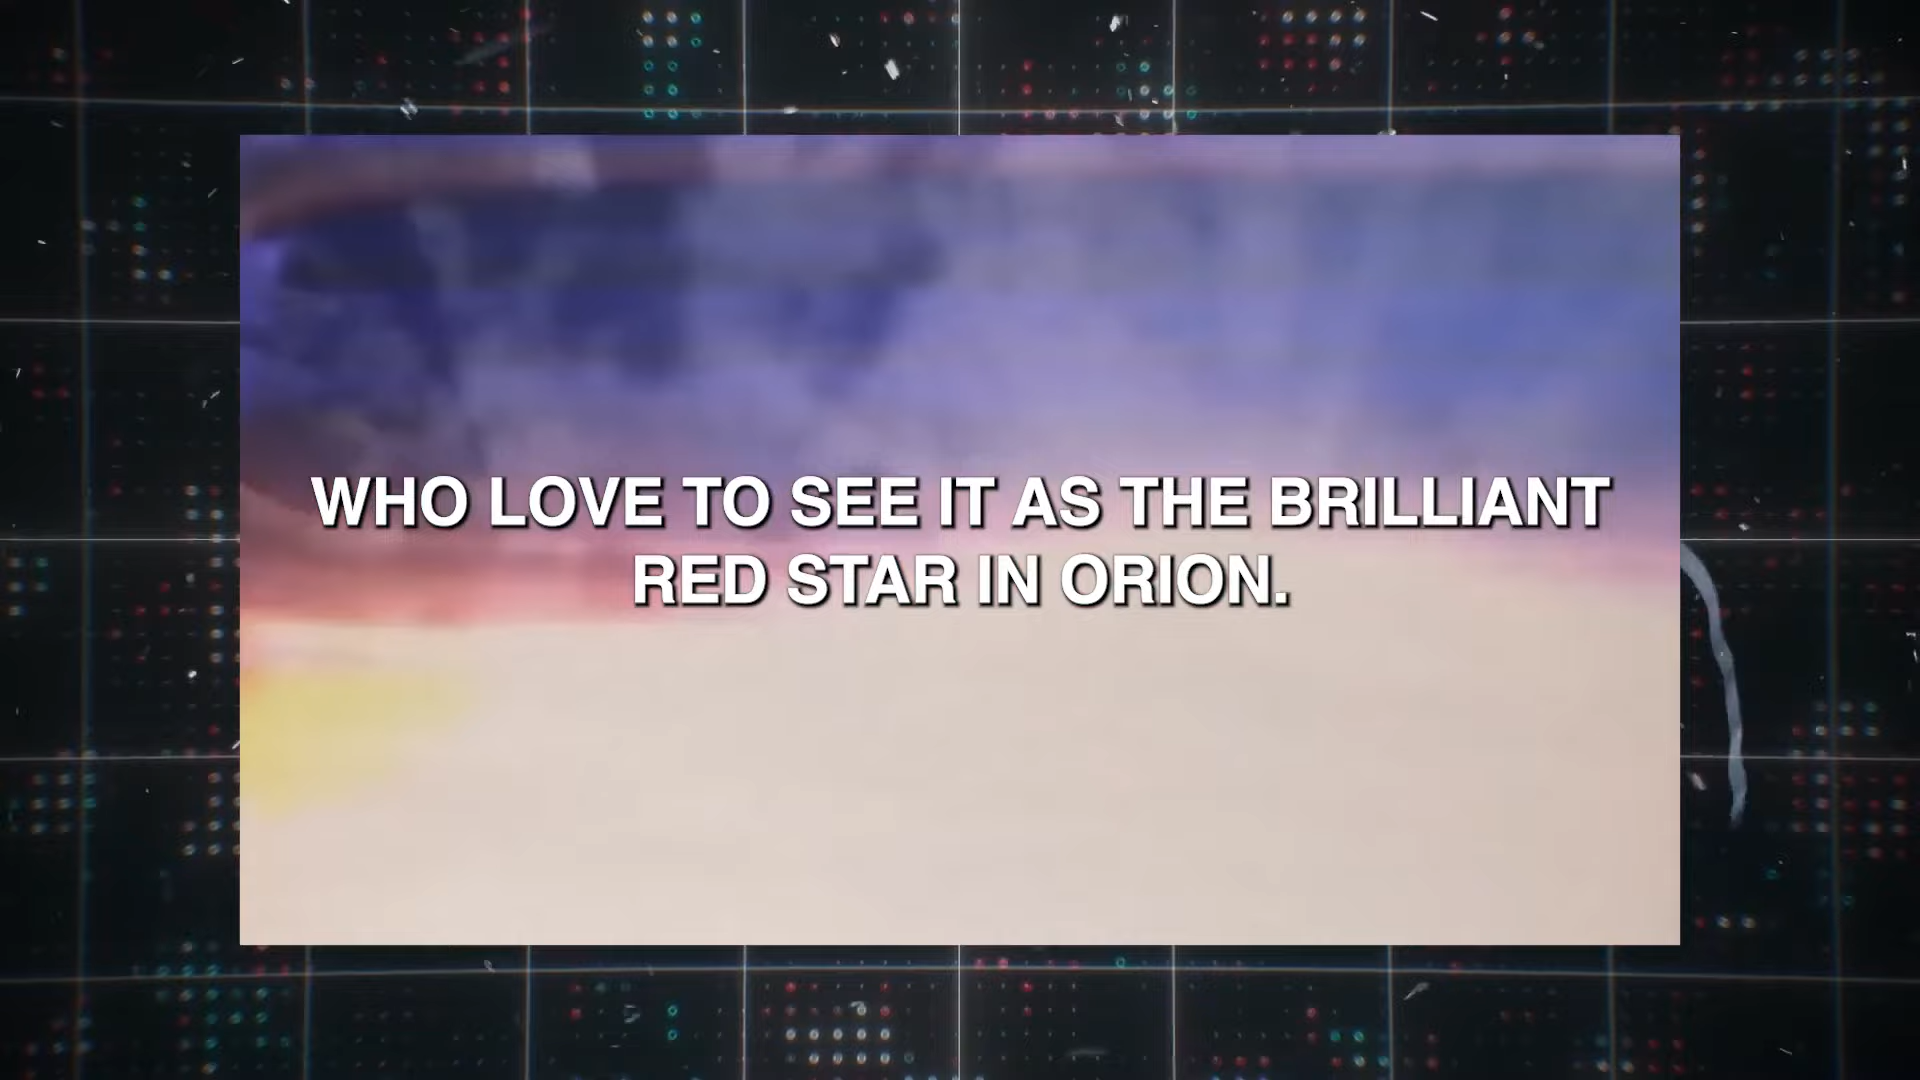 WHO LOVE TO SEE IT AS THE BRILLIANT
RED STAR IN ORION.